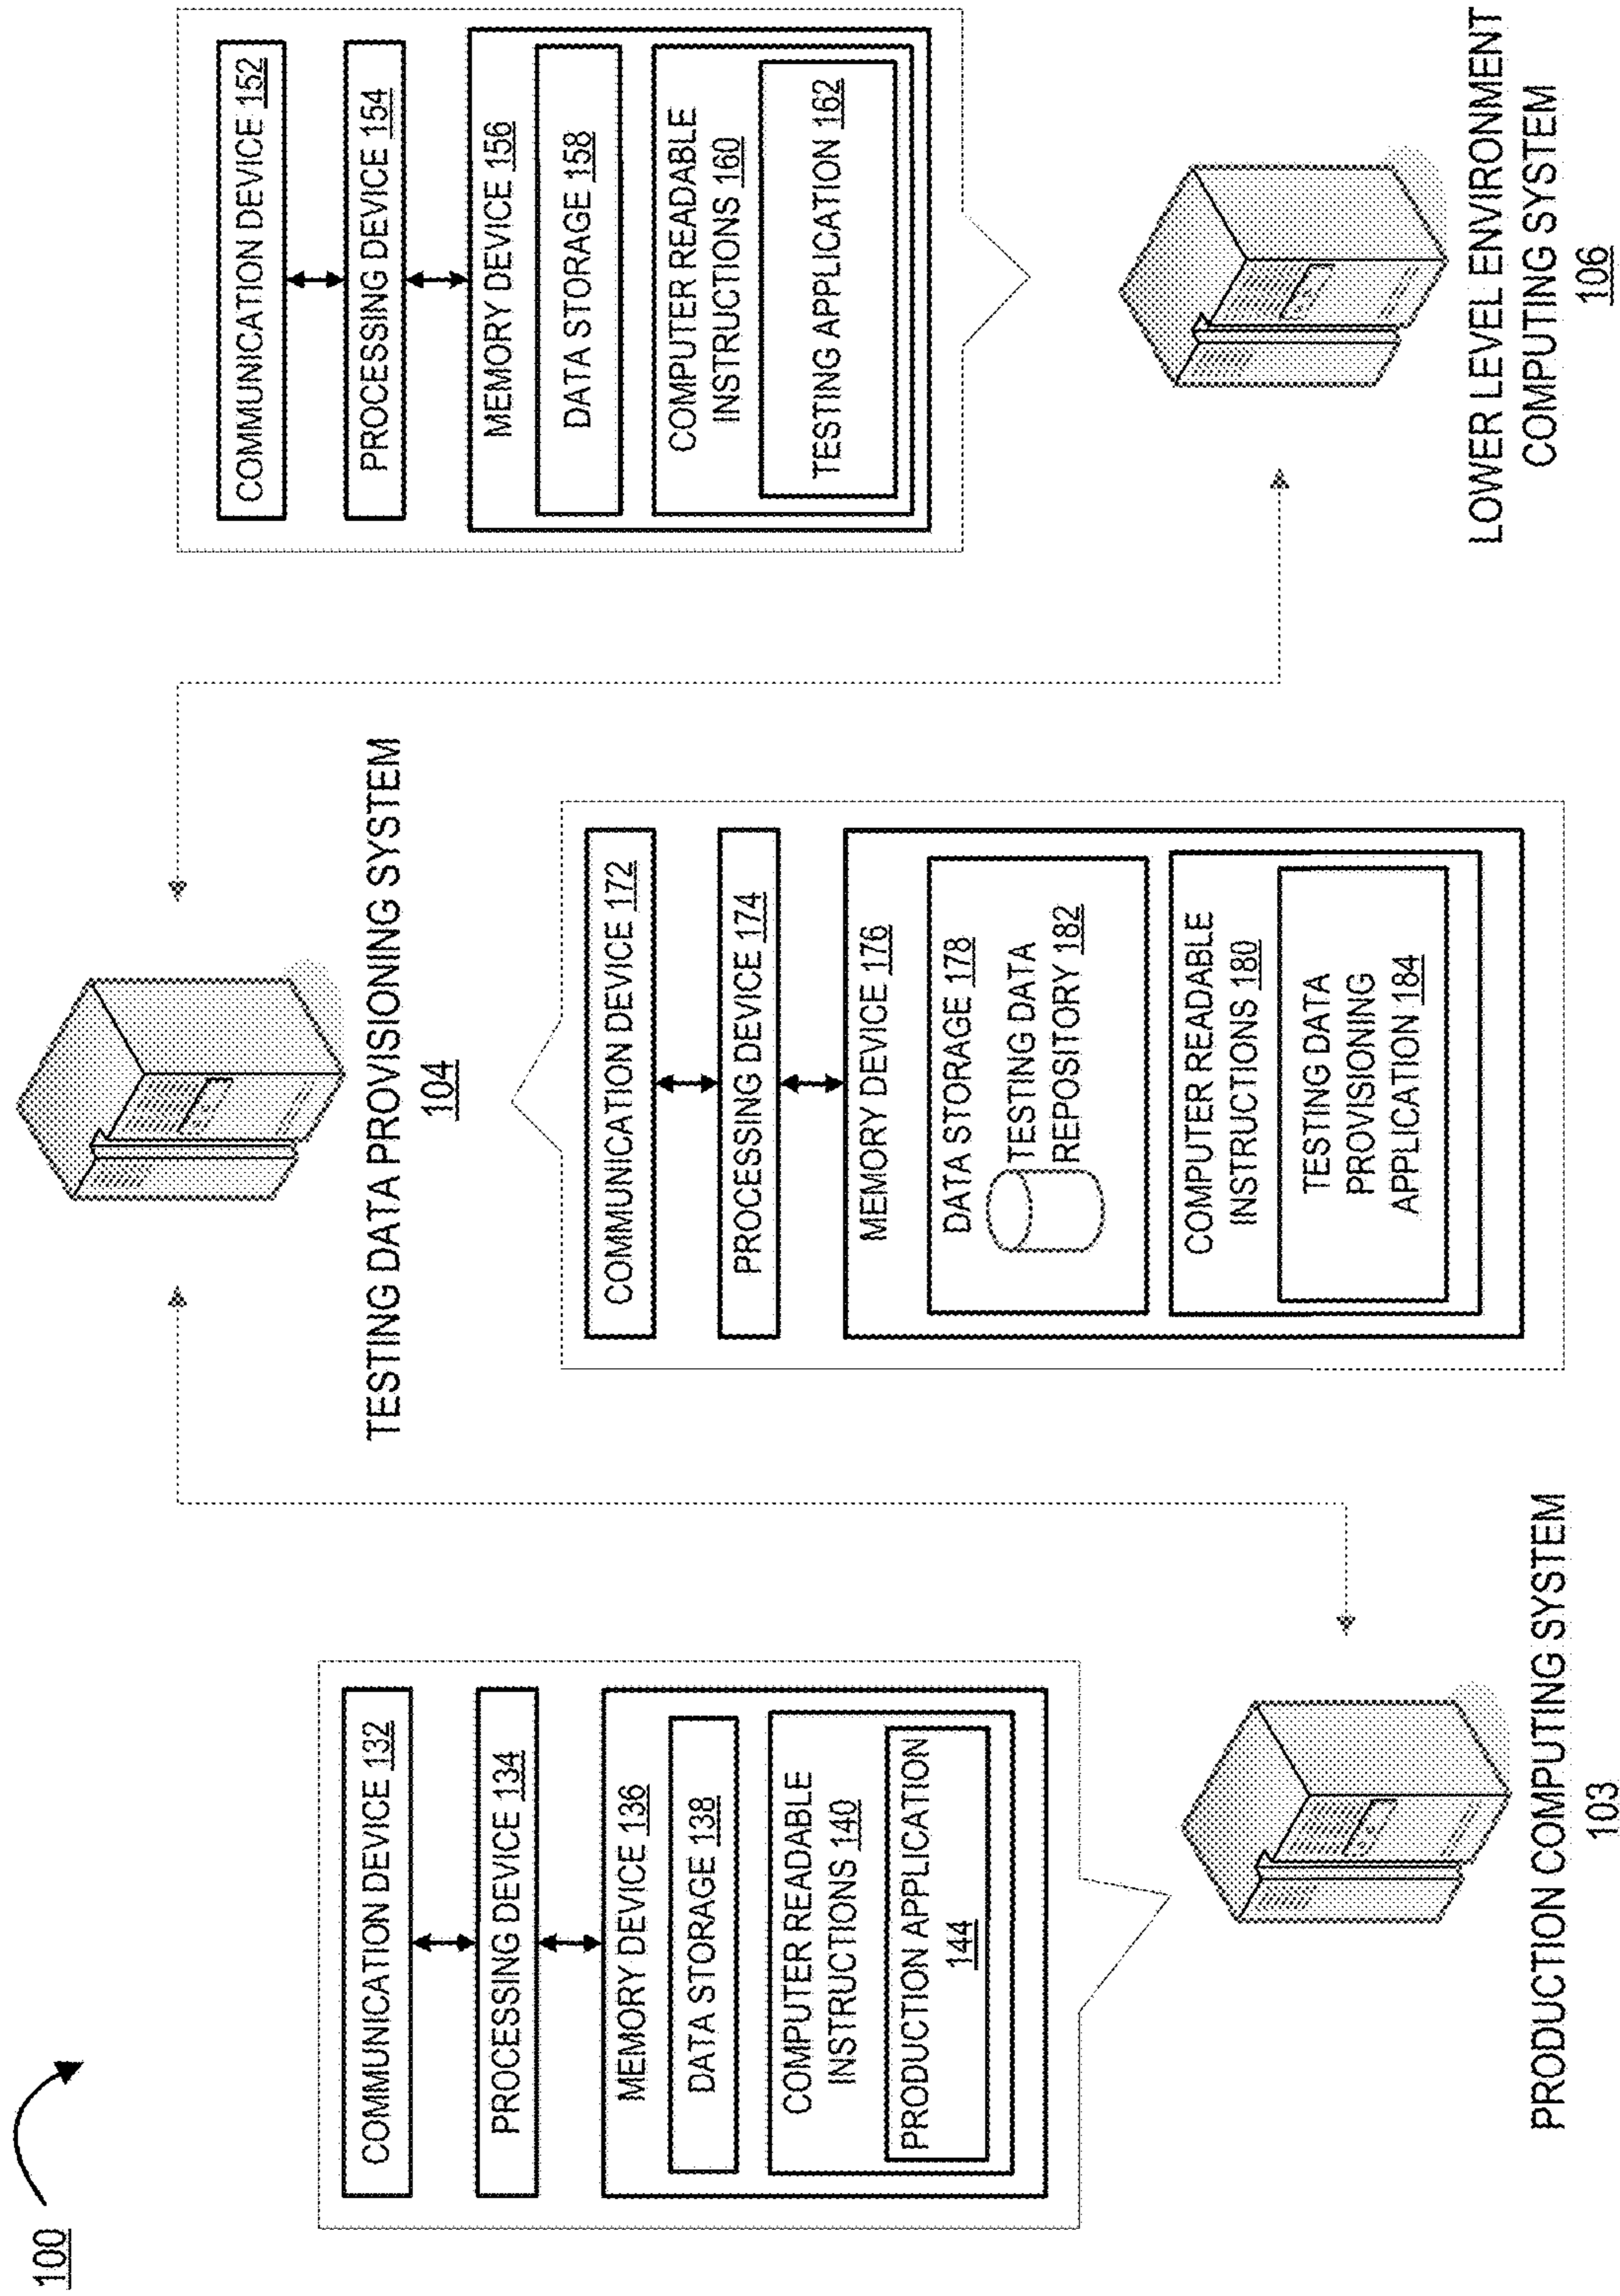 100
COMMUNICATION DEVICE 132
PROCESSING DEVICE 134
MEMORY DEVICE 136
DATA STORAGE 138
COMPUTER READABLE
INSTRUCTIONS 140
PRODUCTION APPLICATION
144
PRODUCTION COMPUTING SYSTEM
103
TESTING DATA PROVISIONING SYSTEM
104
COMMUNICATION DEVICE 172
PROCESSING DEVICE 174
MEMORY DEVICE 176
DATA STORAGE 178
TESTING DATA
REPOSITORY 182
COMPUTER READABLE
INSTRUCTIONS 180
TESTING DATA
PROVISIONING
APPLICATION 184
COMMUNICATION DEVICE 152
PROCESSING DEVICE 154
MEMORY DEVICE 156
DATA STORAGE 158
COMPUTER READABLE
INSTRUCTIONS 160
TESTING APPLICATION 162
LOWER LEVEL ENVIRONMENT
COMPUTING SYSTEM
106